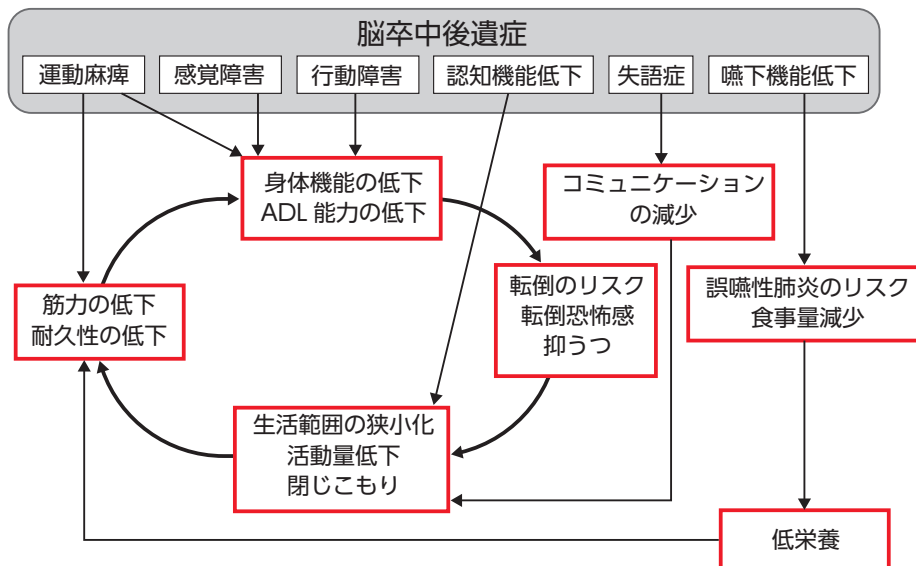 脳卒中後遺症
運動麻痺
感覚障害
行動障害
認知機能低下
失語症
嚥下機能低下
身体機能の低下
ADL 能力の低下
コミュニケーション
の減少
転倒のリスク
転倒恐怖感
抑うつ
誤嚥性肺炎のリスク
食事量減少
筋力の低下
耐久性の低下
生活範囲の狭小化
活動量低下
閉じこもり
低栄養